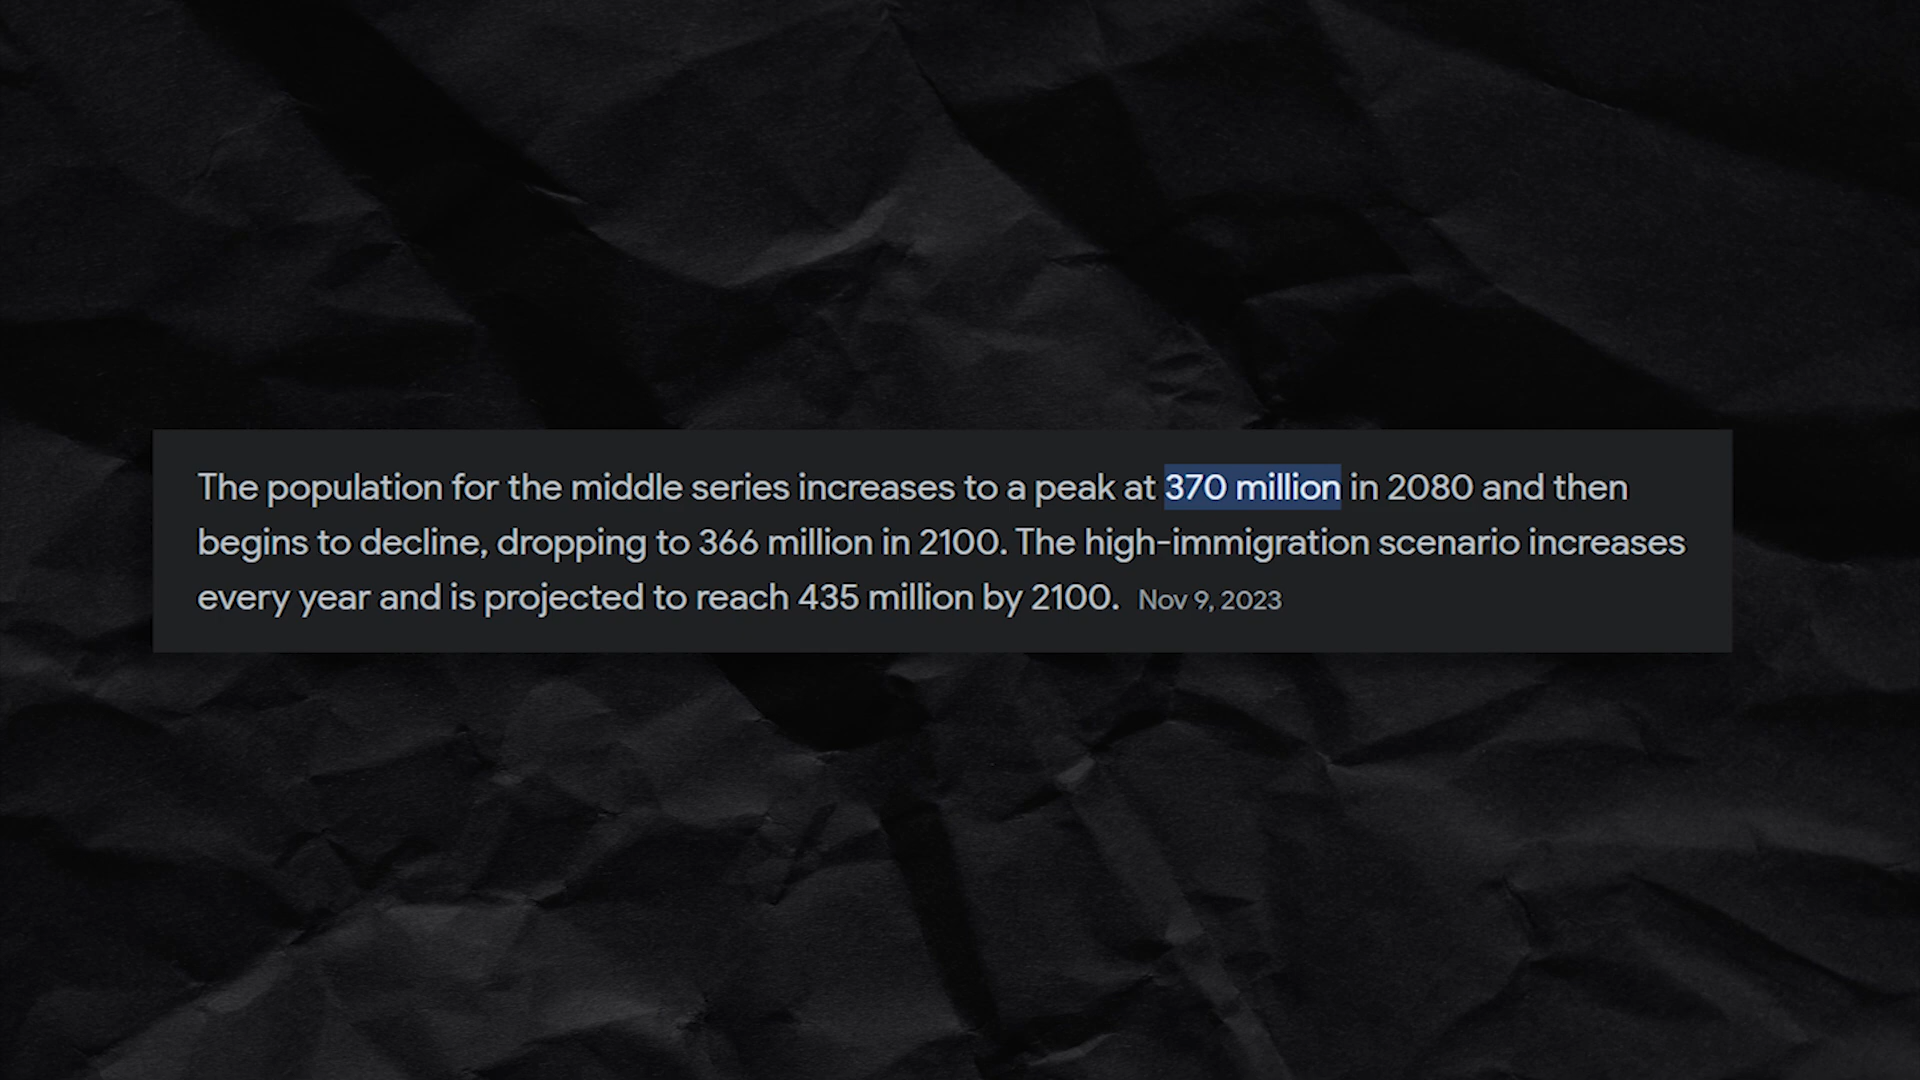 The population for the middle series increases to a peak at 370 million in 2080 and then
begins to decline, dropping to 366 million in 2100. The high-immigration scenario increases
every year and is projected to reach 435 million by 2100. Nov 9, 2023